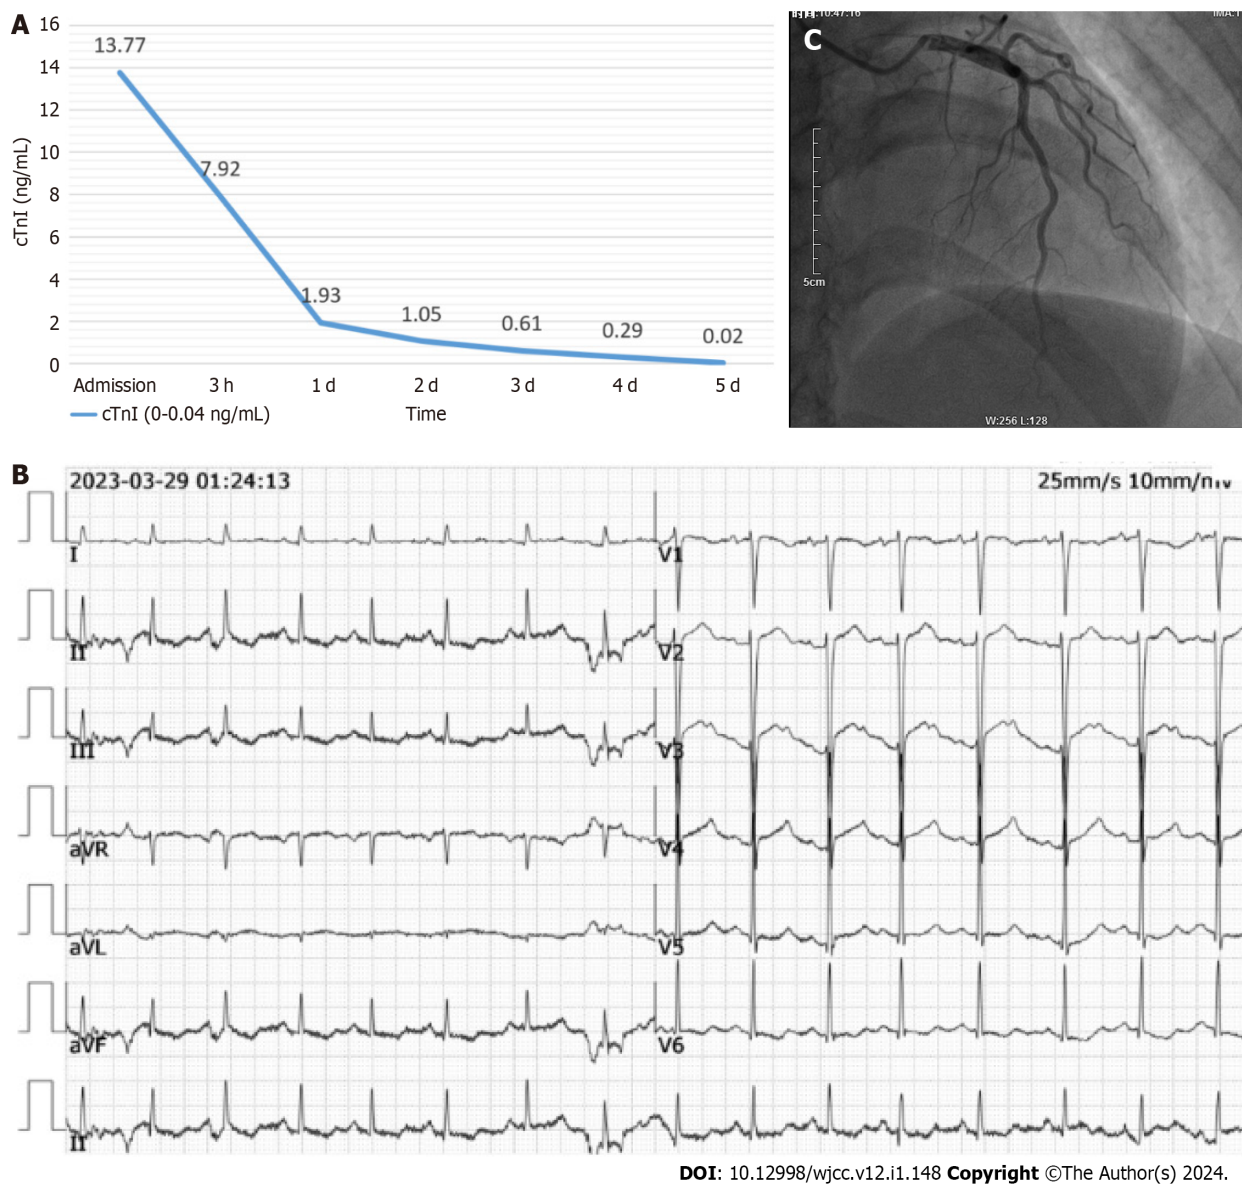 A
16
14
12
10
8
6
4
2
0
cTnI (ng/mL)
13.77
7.92
1.93
1.05
0.61
0.29
0.02
Admission 3 h 1 d 2 d 3 d 4 d 5 d
cTnI (0-0.04 ng/mL) Time
C
5cm
W:256 L:128
B
2023-03-29 01:24:13 25mm/s
I V1
II V2
III V3
aVR V4
aVL V5
aVF V6
II
DOI: 10.12998/wjcc.v12.i1.148 Copyright ©The Author(s) 2024.